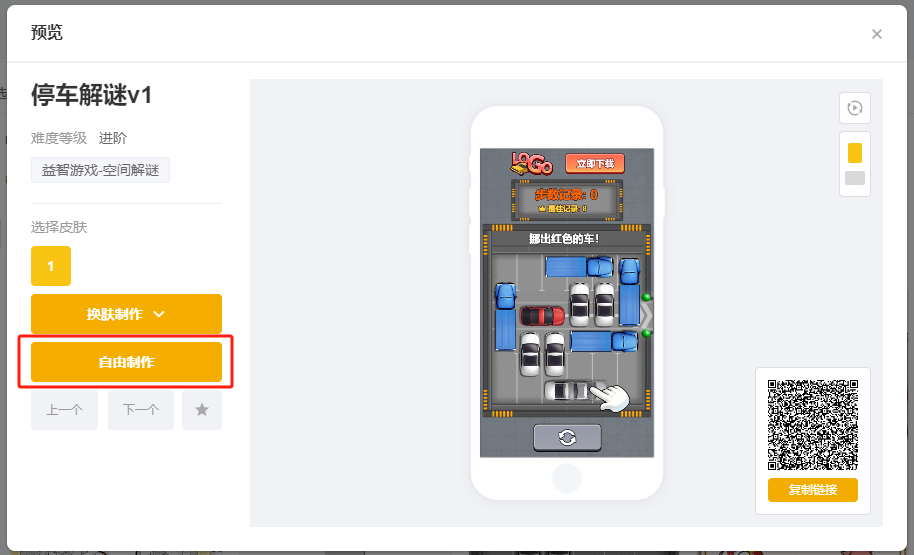 预览
停车解谜v1
难度等级 进阶
益智游戏-空间解谜
选择皮肤
1
换肤制作
自由制作
上一个 下一个
LOGO 立即下载
步数记录: 0
最佳记录: 8
挪出红色的车!
复制链接